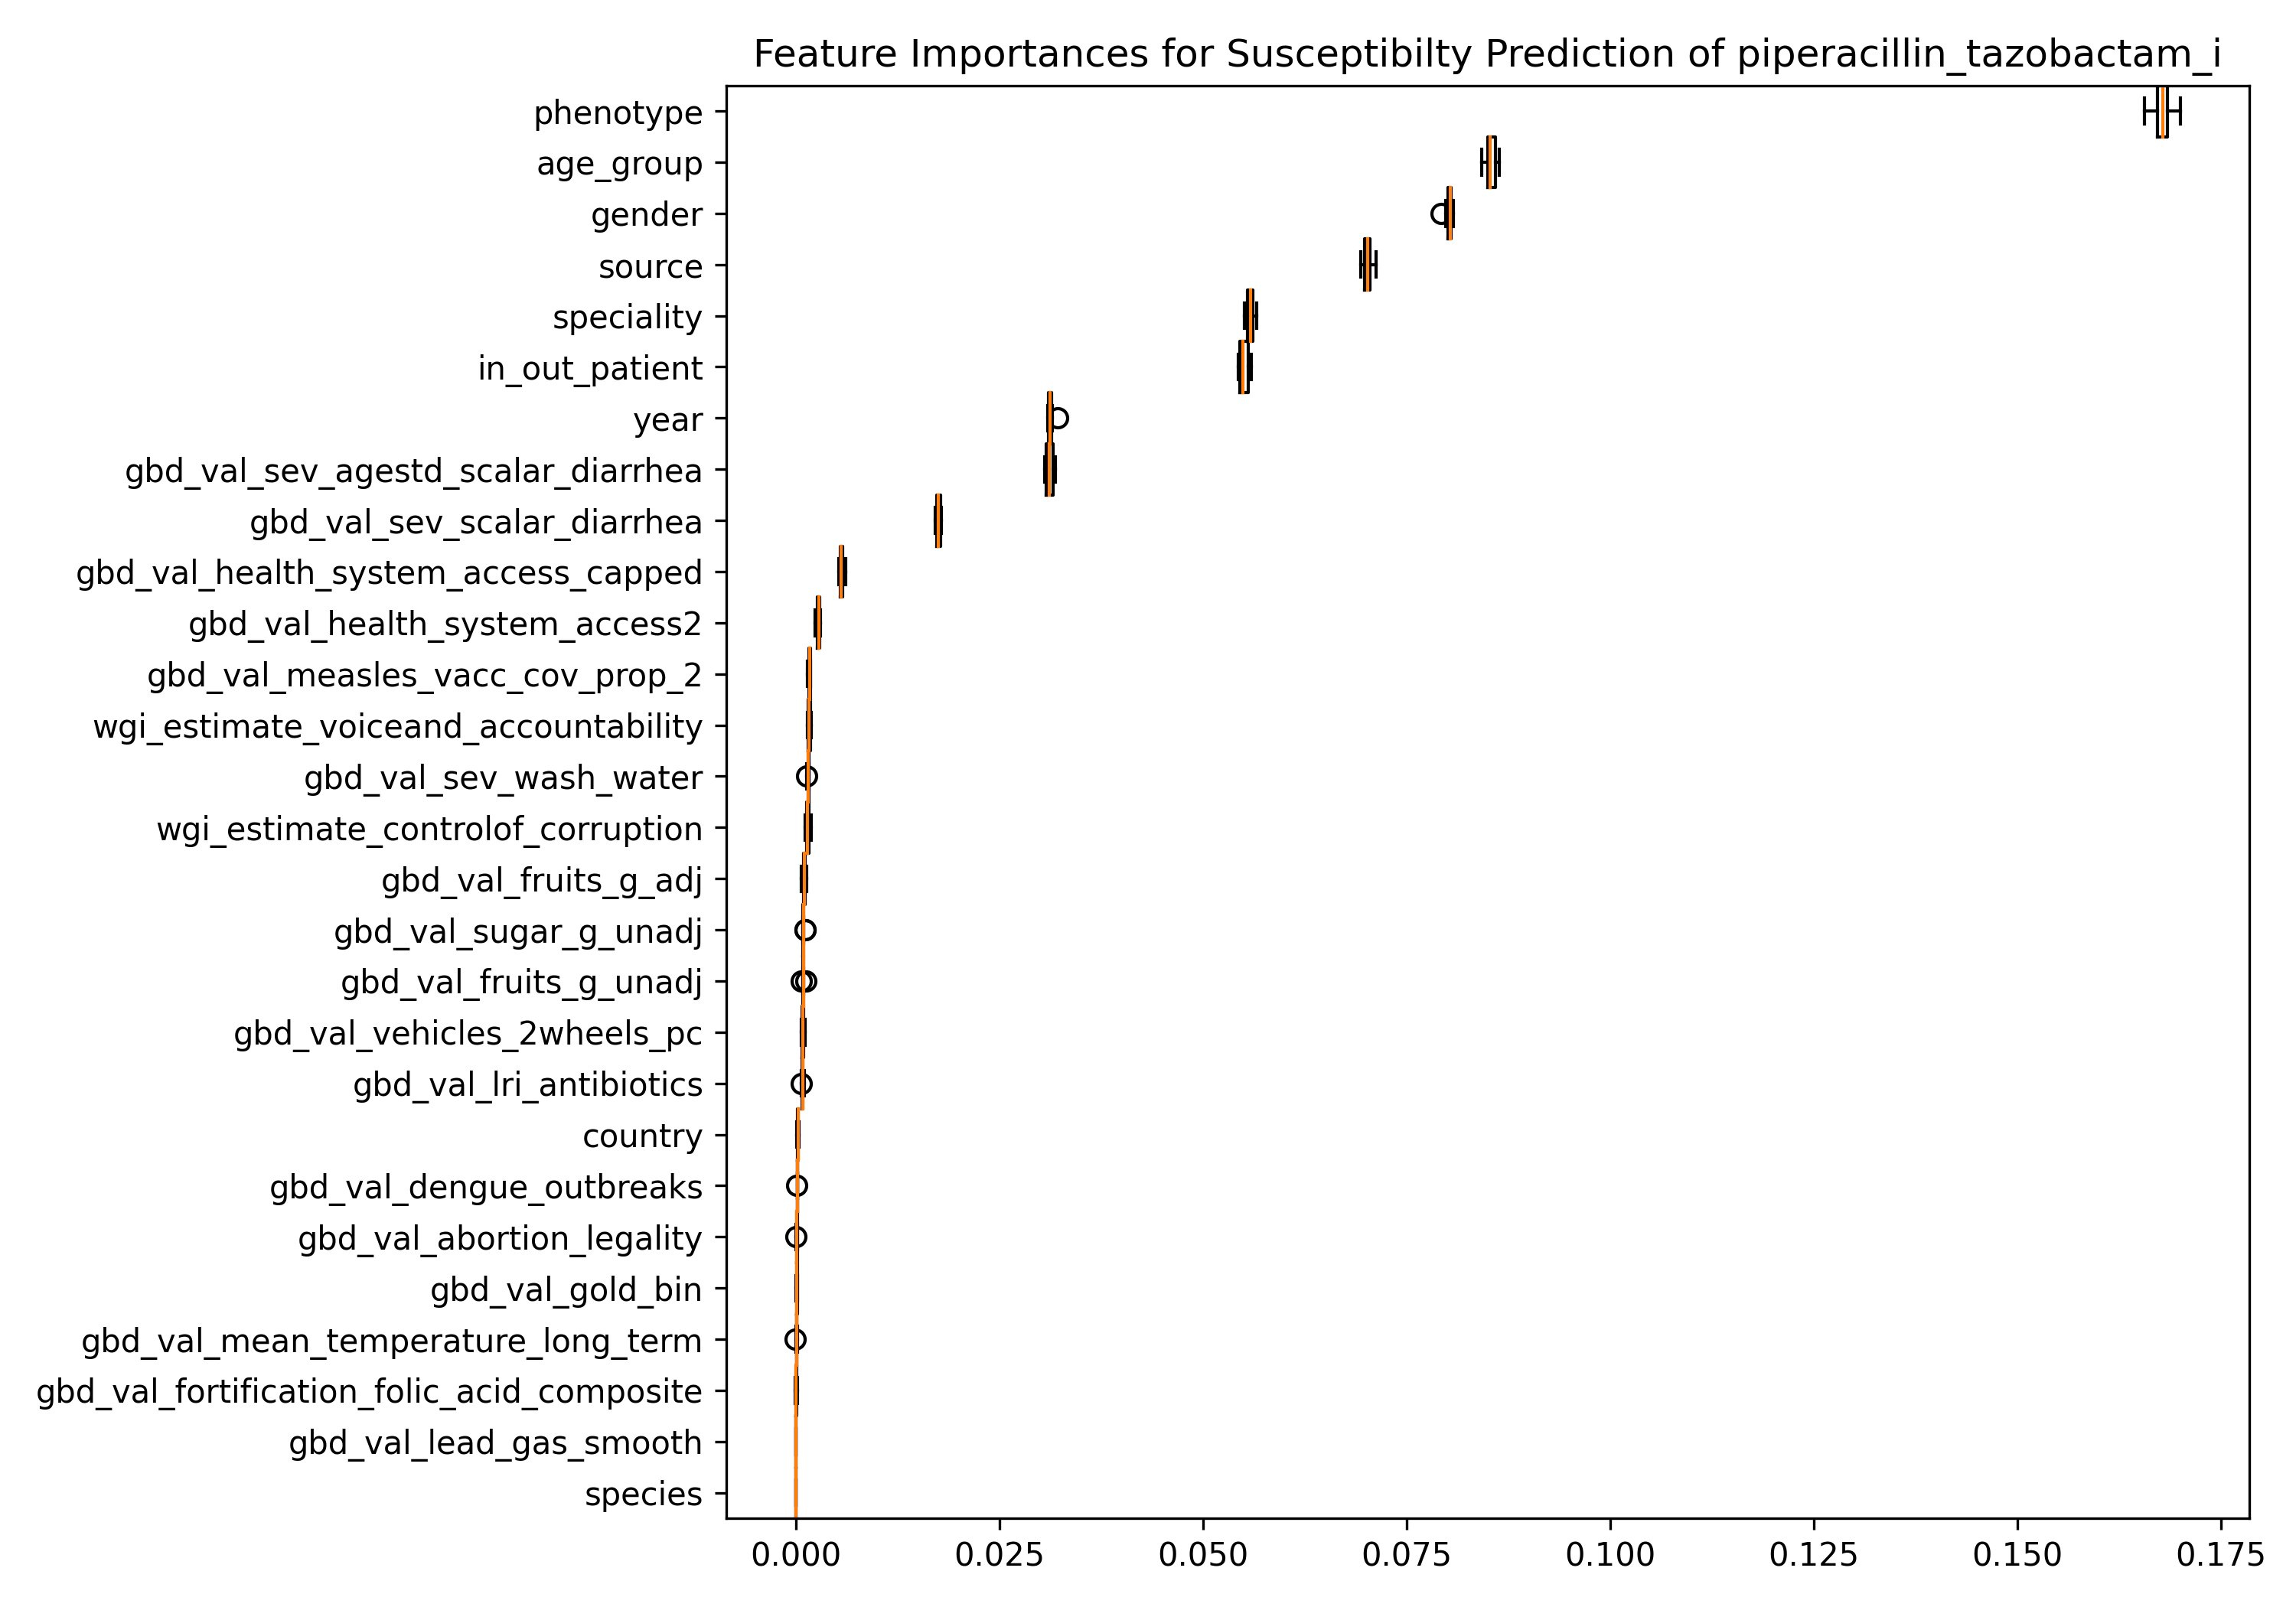 Feature Importances for Susceptibilty Prediction of piperacillin_tazobactam_i
phenotype
age_group
gender
source
speciality
in_out_patient
year
gbd_val_sev_agestd_scalar_diarrhea
gbd_val_sev_scalar_diarrhea
gbd_val_health_system_access_capped
gbd_val_health_system_access2
gbd_val_measles_vacc_cov_prop_2
wgi_estimate_voiceand_accountability
gbd_val_sev_wash_water
wgi_estimate_controlof_corruption
gbd_val_fruits_g_adj
gbd_val_sugar_g_unadj
gbd_val_fruits_g_unadj
gbd_val_vehicles_2wheels_pc
gbd_val_lri_antibiotics
country
gbd_val_dengue_outbreaks
gbd_val_abortion_legality
gbd_val_gold_bin
gbd_val_mean_temperature_long_term
gbd_val_fortification_folic_acid_composite
gbd_val_lead_gas_smooth
species
0.000 0.025 0.050 0.075 0.100 0.125 0.150 0.175